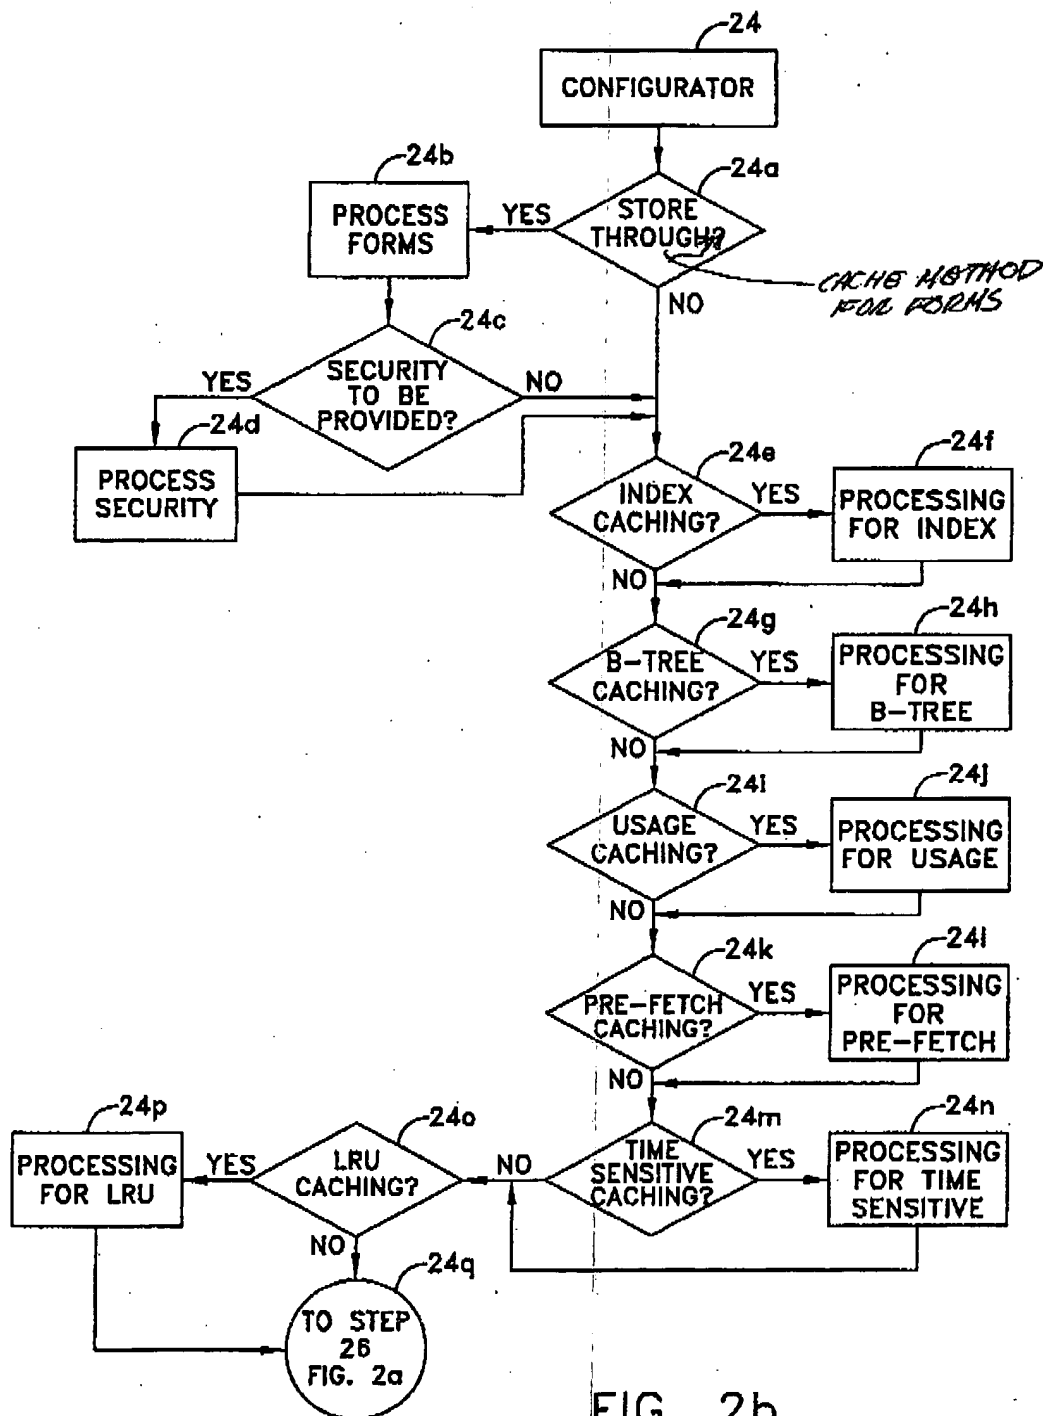 24
CONFIGURATOR
24a
STORE
THROUGH?
YES
NO
CACHE METHOD
FOR FORMS
24b
PROCESS
FORMS
24c
SECURITY
TO BE
PROVIDED?
YES
NO
24d
PROCESS
SECURITY
24e
INDEX
CACHING?
YES
NO
24f
PROCESSING
FOR INDEX
24g
B-TREE
CACHING?
YES
NO
24h
PROCESSING
FOR
B-TREE
24i
USAGE
CACHING?
YES
NO
24j
PROCESSING
FOR USAGE
24k
PRE-FETCH
CACHING?
YES
NO
24l
PROCESSING
FOR
PRE-FETCH
24m
TIME
SENSITIVE
CACHING?
YES
NO
24n
PROCESSING
FOR TIME
SENSITIVE
24o
LRU
CACHING?
YES
NO
24p
PROCESSING
FOR LRU
24q
TO STEP
26
FIG. 2a
FIG. 2b